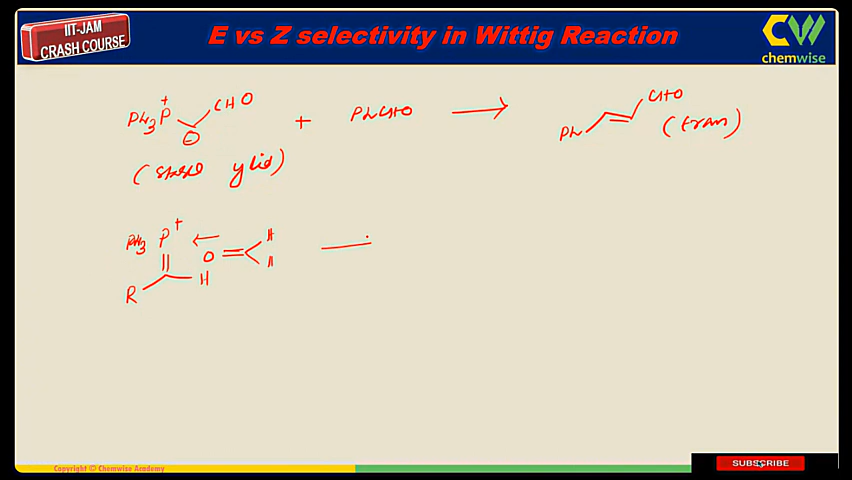 IIT-JAM
CRASH COURSE
E vs Z selectivity in Wittig Reaction
CW
chemwise
Ph3 P + ⊖ CHO + PhCHO → Ph CHO (trans)
(stable ylid)
Ph3 P + ← O H H
R H
Copyright © Chemwise Academy
SUBSCRIBE